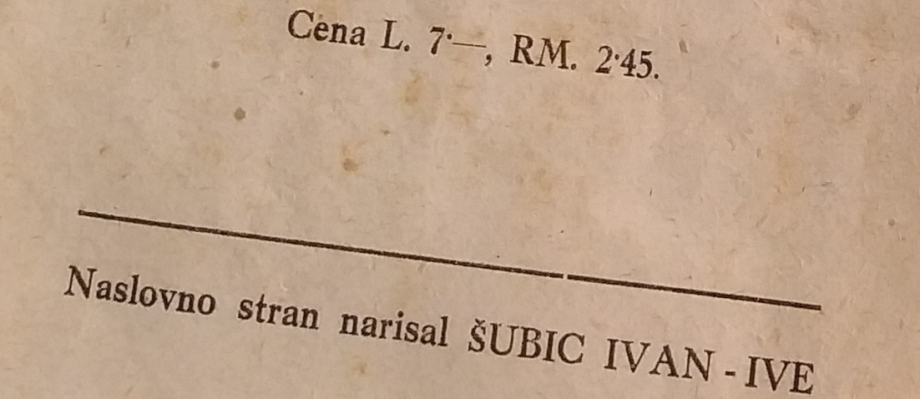 Cena L. 7·—, RM. 2·45.
Naslovno stran narisal ŠUBIC IVAN - IVE